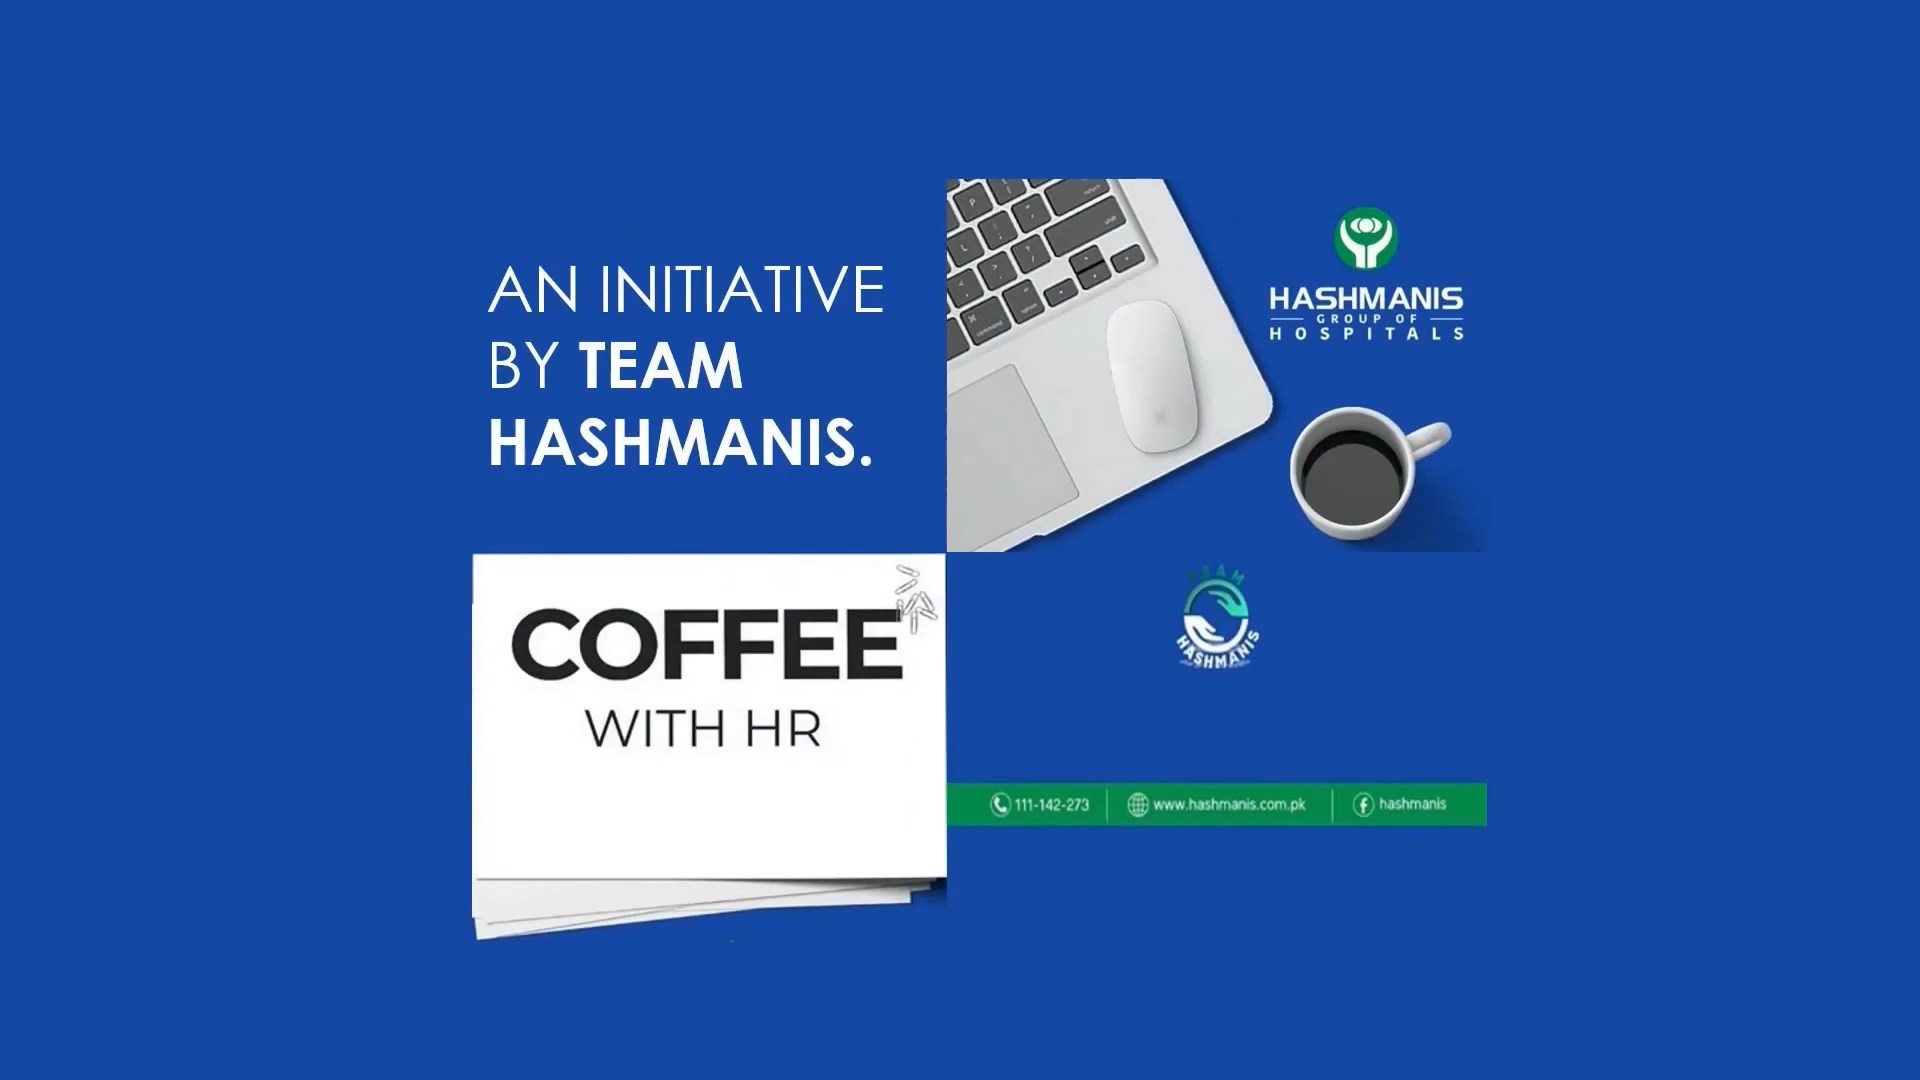 AN INITIATIVE
BY TEAM
HASHMANIS.
HASHMANIS
GROUP OF
HOSPITALS
COFFEE
WITH HR
TEAM
HASHMANIS
111-142-273
www.hashmanis.com.pk
hashmanis